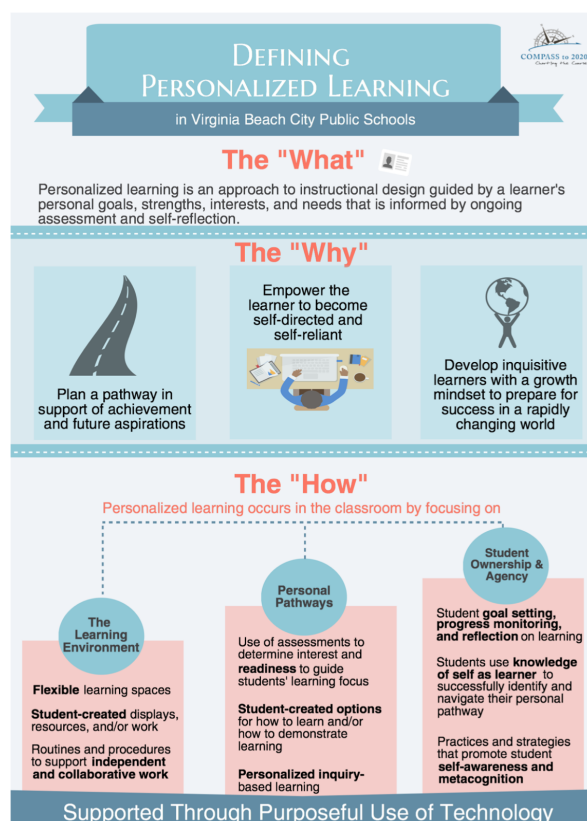 DEFINING
PERSONALIZED LEARNING
COMPASS to 2020
Charting the Course
in Virginia Beach City Public Schools
The "What"
Personalized learning is an approach to instructional design guided by a learner's
personal goals, strengths, interests, and needs that is informed by ongoing
assessment and self-reflection.
The "Why"
Plan a pathway in
support of achievement
and future aspirations
Empower the
learner to become
self-directed and
self-reliant
Develop inquisitive
learners with a growth
mindset to prepare for
success in a rapidly
changing world
The "How"
Personalized learning occurs in the classroom by focusing on
The
Learning
Environment
Flexible learning spaces
Student-created displays,
resources, and/or work
Routines and procedures
to support independent
and collaborative work
Personal
Pathways
Use of assessments to
determine interest and
readiness to guide
students' learning focus
Student-created options
for how to learn and/or
how to demonstrate
learning
Personalized inquiry-
based learning
Student
Ownership &
Agency
Student goal setting,
progress monitoring,
and reflection on learning
Students use knowledge
of self as learner to
successfully identify and
navigate their personal
pathway
Practices and strategies
that promote student
self-awareness and
metacognition
Supported Through Purposeful Use of Technology